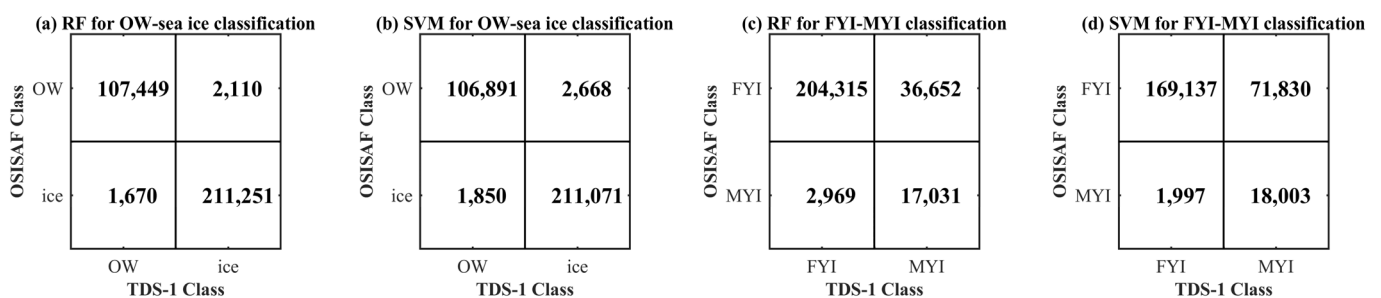 (a) RF for OW-sea ice classification
OSISAF Class
OW
107,449
2,110
ice
1,670
211,251
OW
ice
TDS-1 Class
(b) SVM for OW-sea ice classification
OSISAF Class
OW
106,891
2,668
ice
1,850
211,071
OW
ice
TDS-1 Class
(c) RF for FYI-MYI classification
OSISAF Class
FYI
204,315
36,652
MYI
2,969
17,031
FYI
MYI
TDS-1 Class
(d) SVM for FYI-MYI classification
OSISAF Class
FYI
169,137
71,830
MYI
1,997
18,003
FYI
MYI
TDS-1 Class